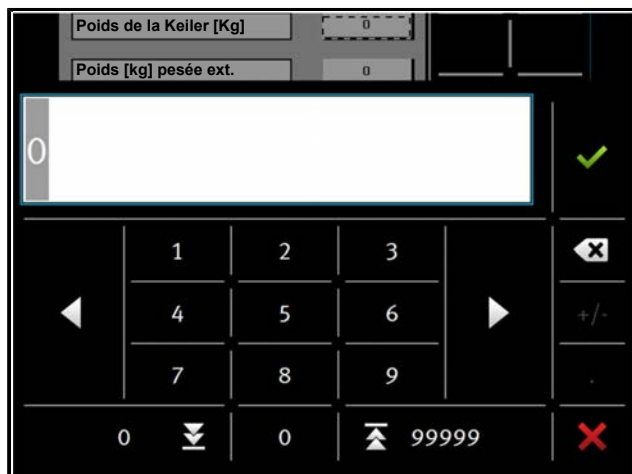 Poids de la Keiler [Kg] 0
Poids [kg] pesée ext. 0
0
1 2 3
4 5 6 +/-
7 8 9 .
0 0 99999